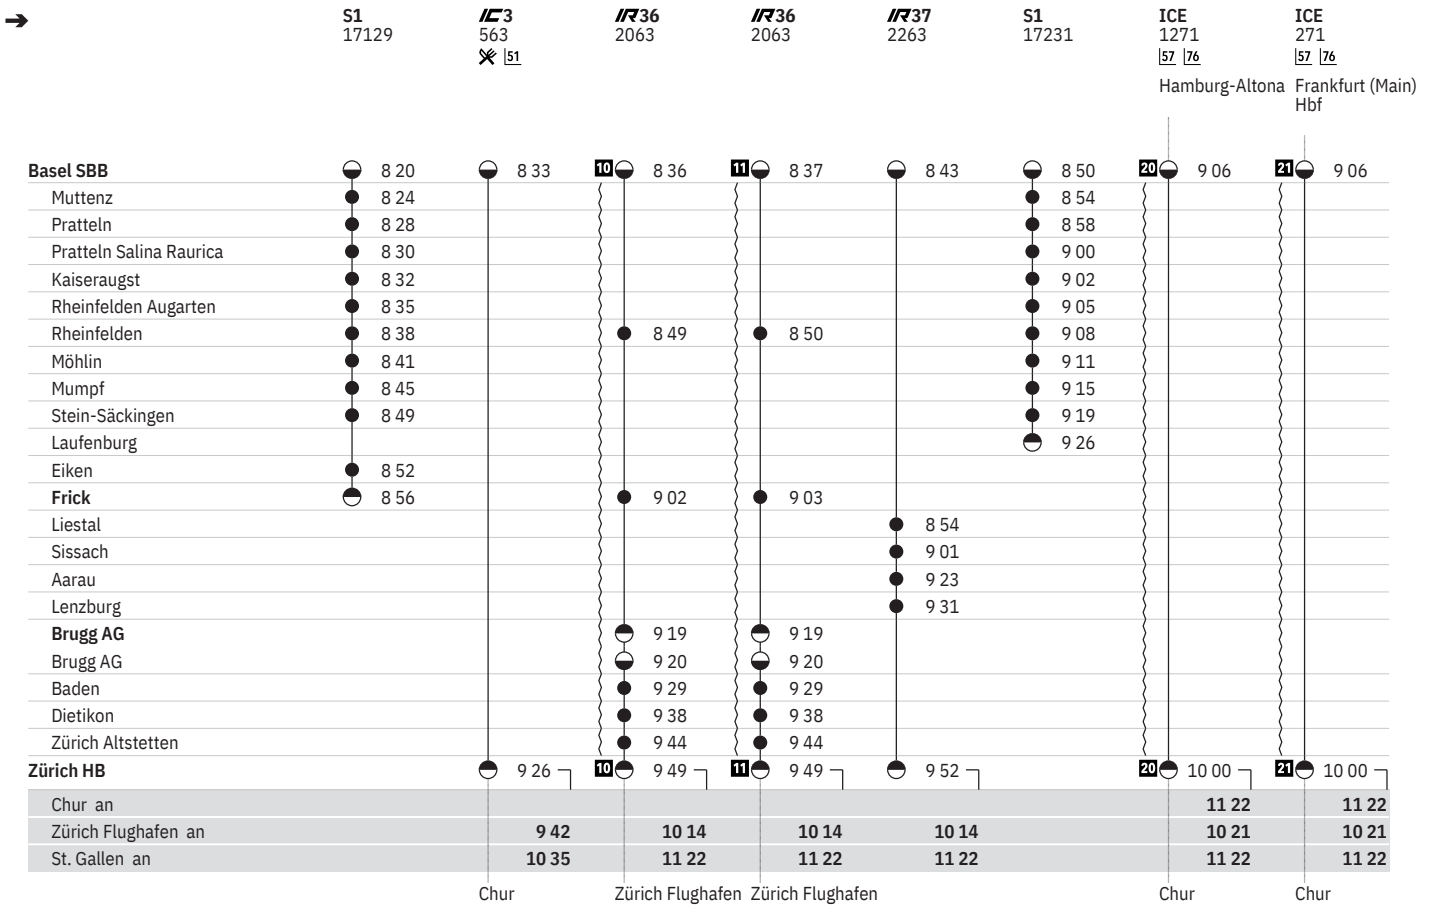 ➔ S1 IC3 IR36 IR36 IR37 S1 ICE ICE
17129 563 2063 2063 2263 17231 1271 271
51 57 76 57 76
Hamburg-Altona Frankfurt (Main)
Hbf
Basel SBB 8 20 8 33 10 8 36 11 8 37 8 43 8 50 20 9 06 21 9 06
Muttenz 8 24 8 54
Pratteln 8 28 8 58
Pratteln Salina Raurica 8 30 9 00
Kaiseraugst 8 32 9 02
Rheinfelden Augarten 8 35 9 05
Rheinfelden 8 38 8 49 8 50 9 08
Möhlin 8 41 9 11
Mumpf 8 45 9 15
Stein-Säckingen 8 49 9 19
Laufenburg 9 26
Eiken 8 52
Frick 8 56 9 02 9 03
Liestal 8 54
Sissach 9 01
Aarau 9 23
Lenzburg 9 31
Brugg AG 9 19 9 19
Brugg AG 9 20 9 20
Baden 9 29 9 29
Dietikon 9 38 9 38
Zürich Altstetten 9 44 9 44
Zürich HB 9 26 10 9 49 11 9 49 9 52 20 10 00 21 10 00
Chur an 11 22 11 22
Zürich Flughafen an 9 42 10 14 10 14 10 14 10 21 10 21
St. Gallen an 10 35 11 22 11 22 11 22 11 22 11 22
Chur Zürich Flughafen Zürich Flughafen Chur Chur